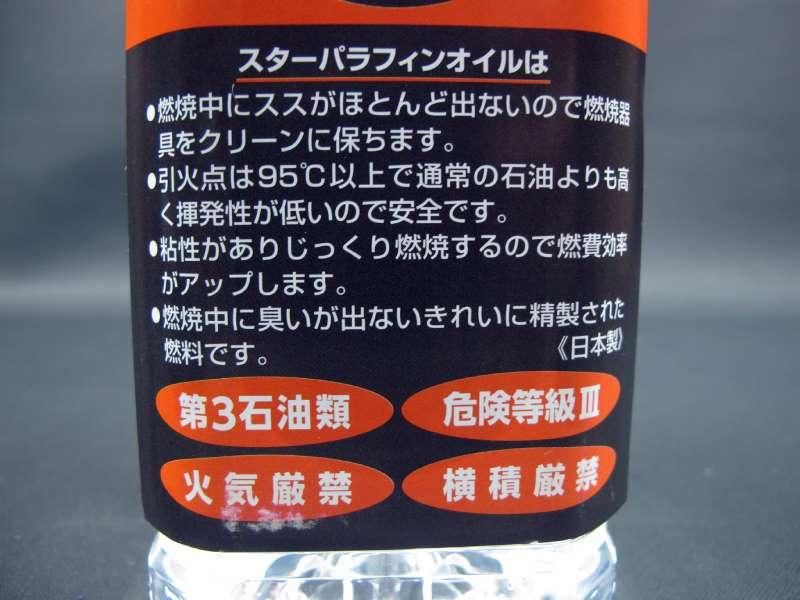 スターパラフィンオイルは
●燃焼中にススがほとんど出ないので燃焼器
具をクリーンに保ちます。
●引火点は95℃以上で通常の石油よりも高
く揮発性が低いので安全です。
●粘性がありじっくり燃焼するので燃費効率
がアップします。
●燃焼中に臭いが出ないきれいに精製された
燃料です。 《日本製》
第3石油類 危険等級Ⅲ
火気厳禁 横積厳禁